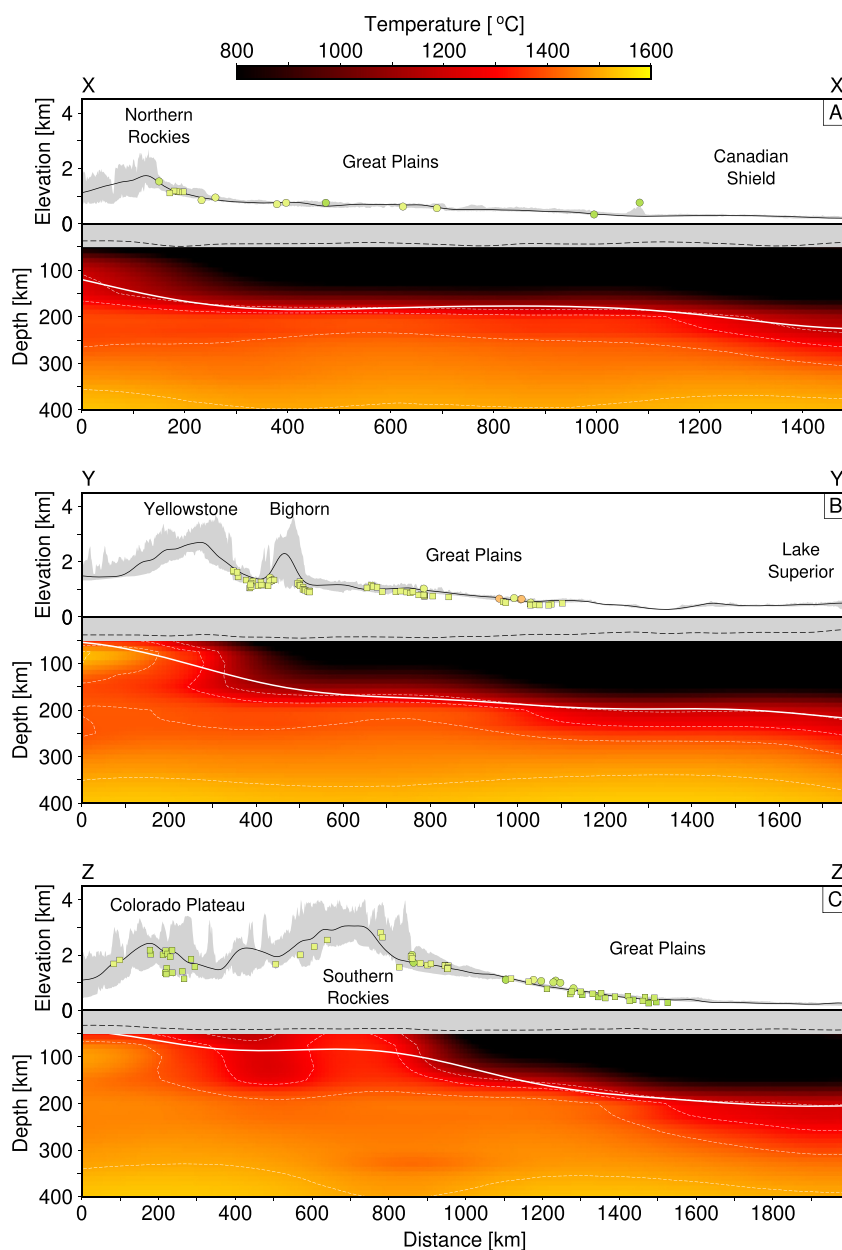 Temperature [ °C]
800 1000 1200 1400 1600
X X
A
Elevation [km]
4
2
0
Northern
Rockies
Great Plains
Canadian
Shield
Depth [km]
100
200
300
400
0 200 400 600 800 1000 1200 1400
Y Y
B
Elevation [km]
4
2
0
Yellowstone Bighorn
Great Plains
Lake
Superior
Depth [km]
100
200
300
400
0 200 400 600 800 1000 1200 1400 1600
Z Z
C
Elevation [km]
4
2
0
Colorado Plateau
Southern
Rockies
Great Plains
Depth [km]
100
200
300
400
0 200 400 600 800 1000 1200 1400 1600 1800
Distance [km]